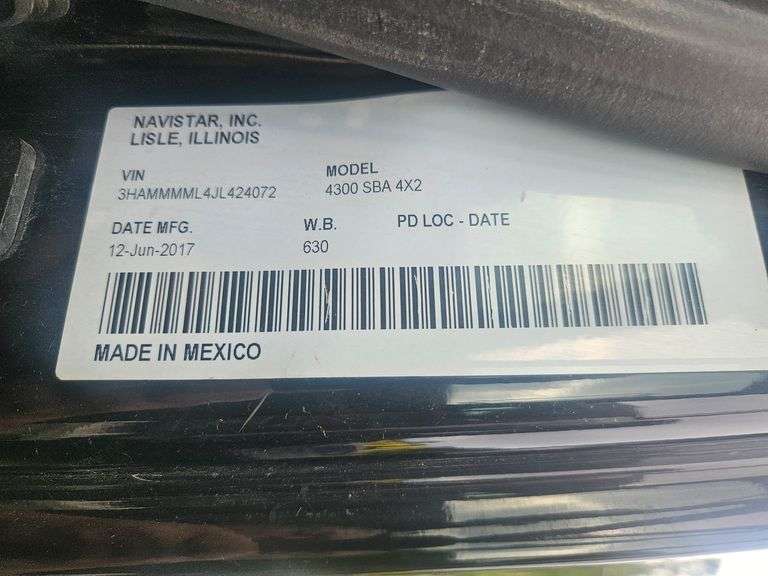 NAVISTAR, INC.
LISLE, ILLINOIS
VIN MODEL
3HAMMMML4JL424072 4300 SBA 4X2
DATE MFG. W.B. PD LOC - DATE
12-Jun-2017 630
MADE IN MEXICO